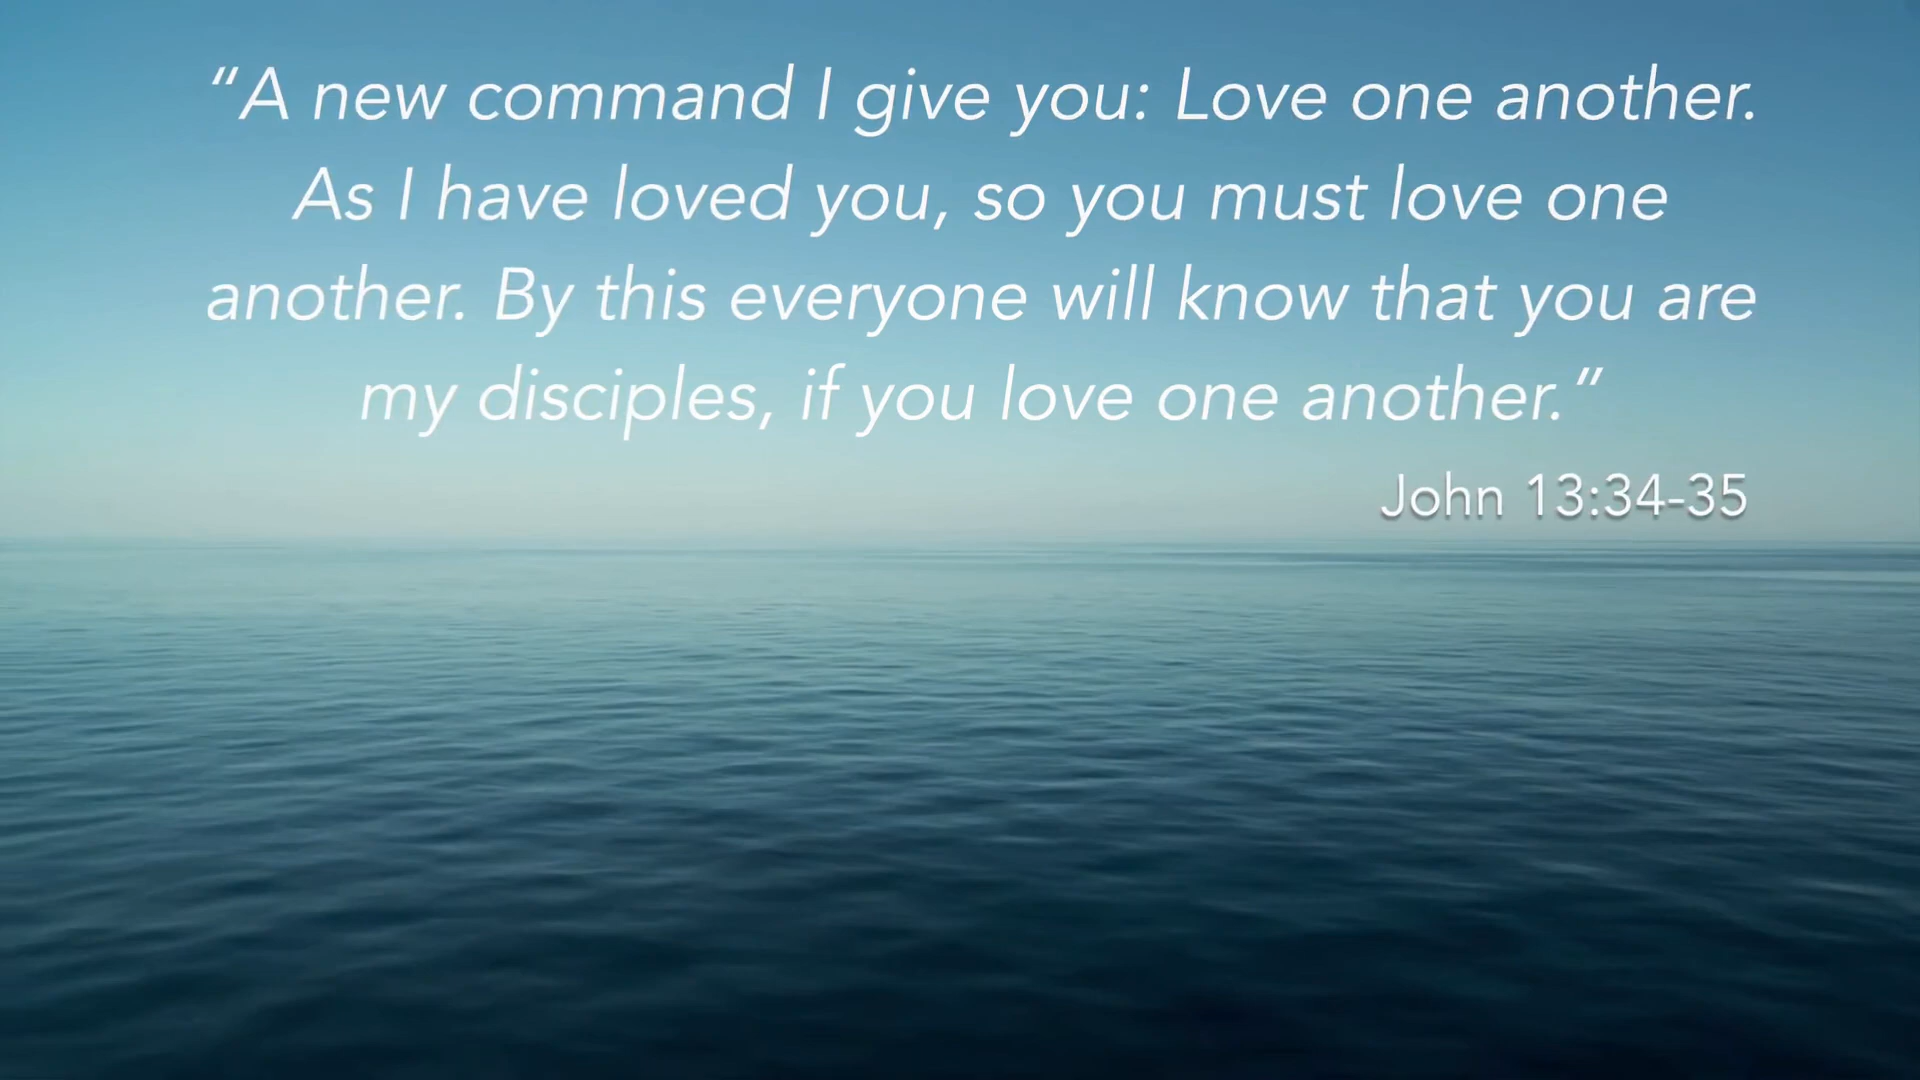 “A new command I give you: Love one another.
As I have loved you, so you must love one
another. By this everyone will know that you are
my disciples, if you love one another.”
John 13:34-35